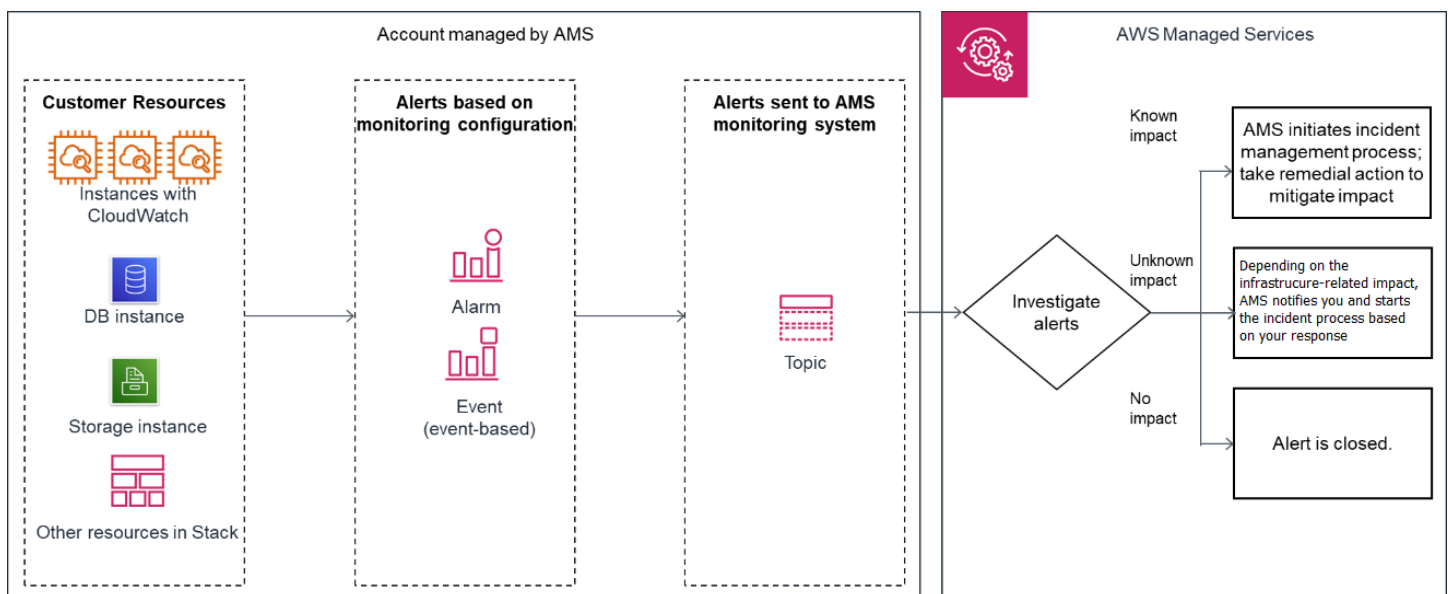 Account managed by AMS
Customer Resources
Instances with
CloudWatch
DB instance
Storage instance
Other resources in Stack
Alerts based on
monitoring configuration
Alarm
Event
(event-based)
Alerts sent to AMS
monitoring system
Topic
AWS Managed Services
Investigate
alerts
Known
impact
AMS initiates incident
management process;
take remedial action to
mitigate impact
Unknown
impact
Depending on the
infrastrucure-related impact,
AMS notifies you and starts
the incident process based
on your response
No
impact
Alert is closed.